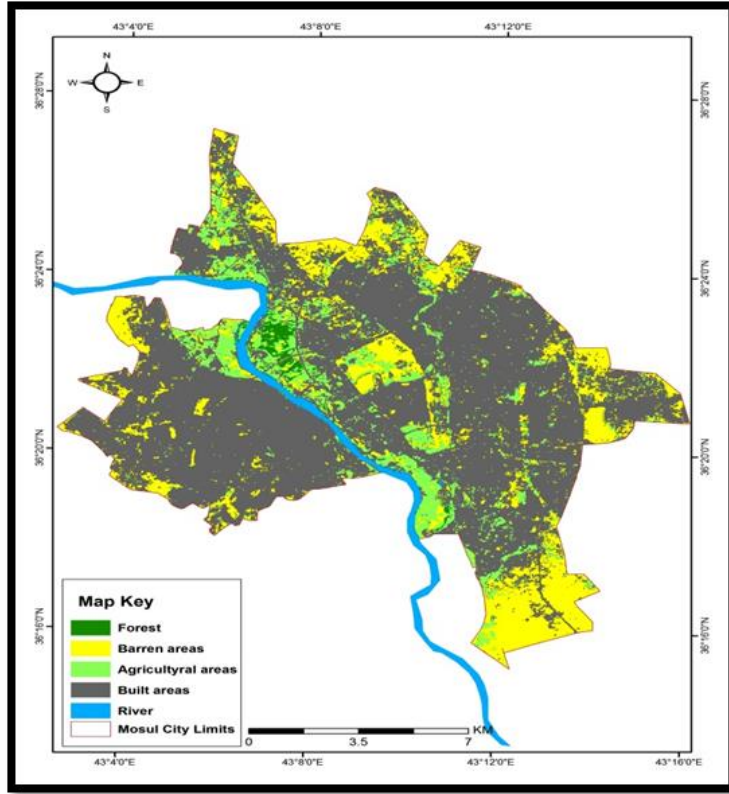 43°4'0"E 43°8'0"E 43°12'0"E
N
W E
S
36°28'0"N 36°28'0"N
36°24'0"N 36°24'0"N
36°20'0"N 36°20'0"N
36°16'0"N 36°16'0"N
Map Key
Forest
Barren areas
Agricultyral areas
Built areas
River
Mosul City Limits
KM
0 3.5 7
43°4'0"E 43°8'0"E 43°12'0"E 43°16'0"E